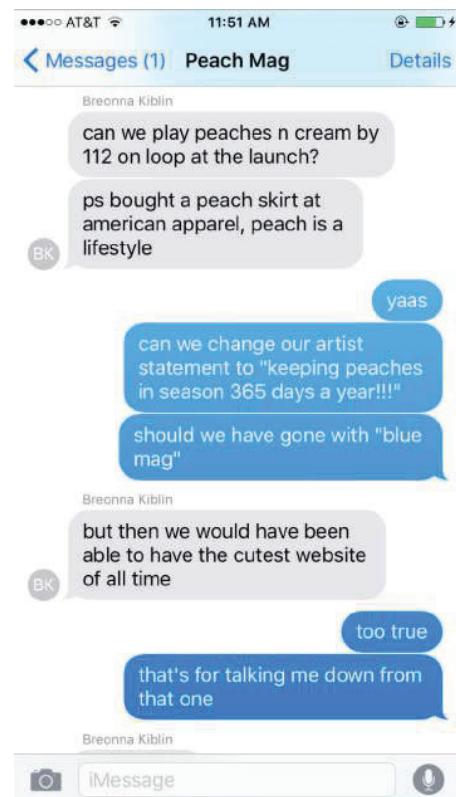 AT&T 11:51 AM
Messages (1) Peach Mag Details
Breonna Kiblin
can we play peaches n cream by
112 on loop at the launch?
ps bought a peach skirt at
american apparel, peach is a
lifestyle
BK
yaas
can we change our artist
statement to "keeping peaches
in season 365 days a year!!!"
should we have gone with "blue
mag"
Breonna Kiblin
but then we would have been
able to have the cutest website
of all time
BK
too true
that's for talking me down from
that one
Breonna Kiblin
iMessage